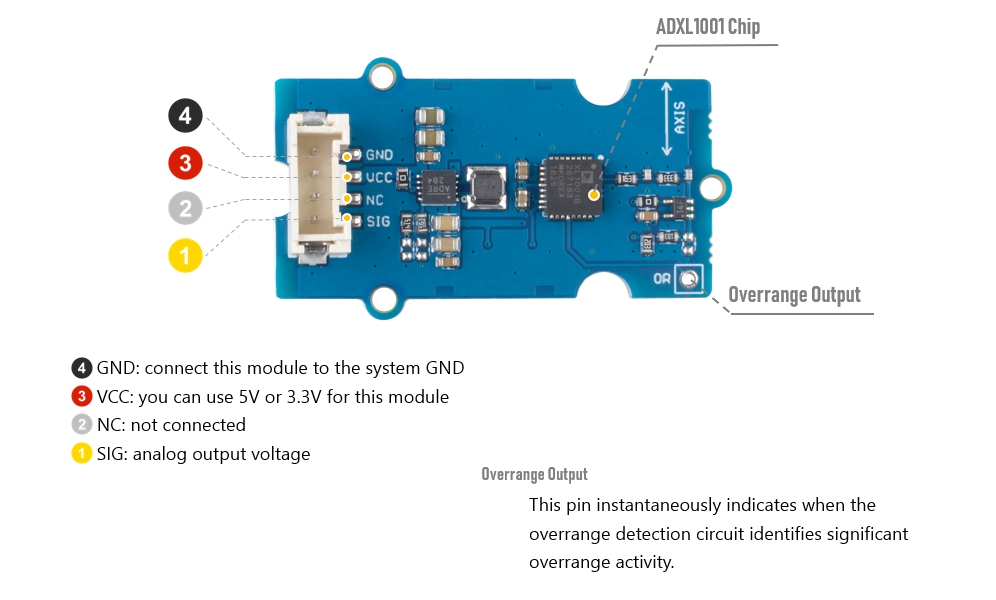 ADXL1001 Chip
AXIS
4 GND
3 VCC
2 NC
1 SIG
ADRE
284
OR
Overrange Output
4 GND: connect this module to the system GND
3 VCC: you can use 5V or 3.3V for this module
2 NC: not connected
1 SIG: analog output voltage
Overrange Output
This pin instantaneously indicates when the
overrange detection circuit identifies significant
overrange activity.